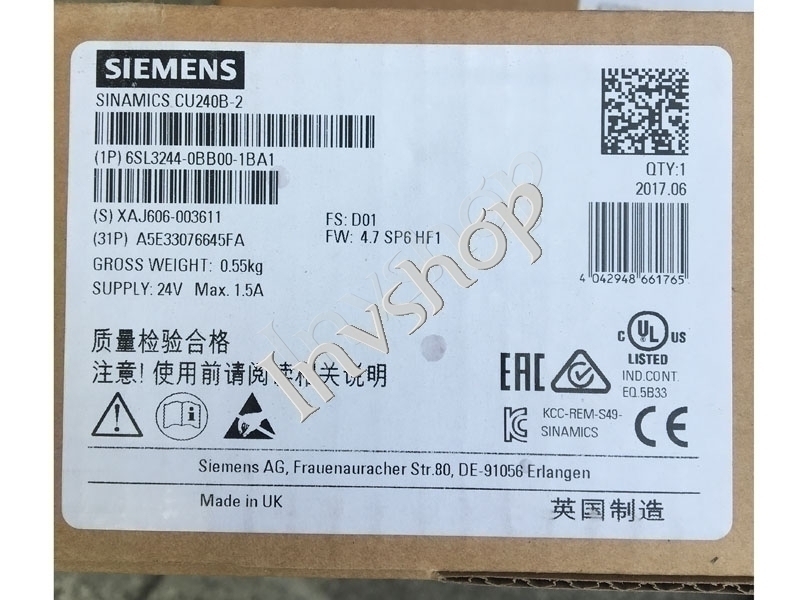 SIEMENS
SINAMICS CU240B-2
(1P) 6SL3244-0BB00-1BA1
QTY:1
2017.06
(S) XAJ606-003611
FS: D01
(31P) A5E33076645FA
FW: 4.7 SP6 HF1
GROSS WEIGHT: 0.55kg
SUPPLY: 24V Max. 1.5A
4 042948 661765
质量检验合格
注意! 使用前请阅读相关说明
C UL US
LISTED
IND.CONT.
EQ.5B33
EAC
KCC-REM-S49-
SINAMICS
CE
Siemens AG, Frauenauracher Str.80, DE-91056 Erlangen
Made in UK
英国制造
Invshop